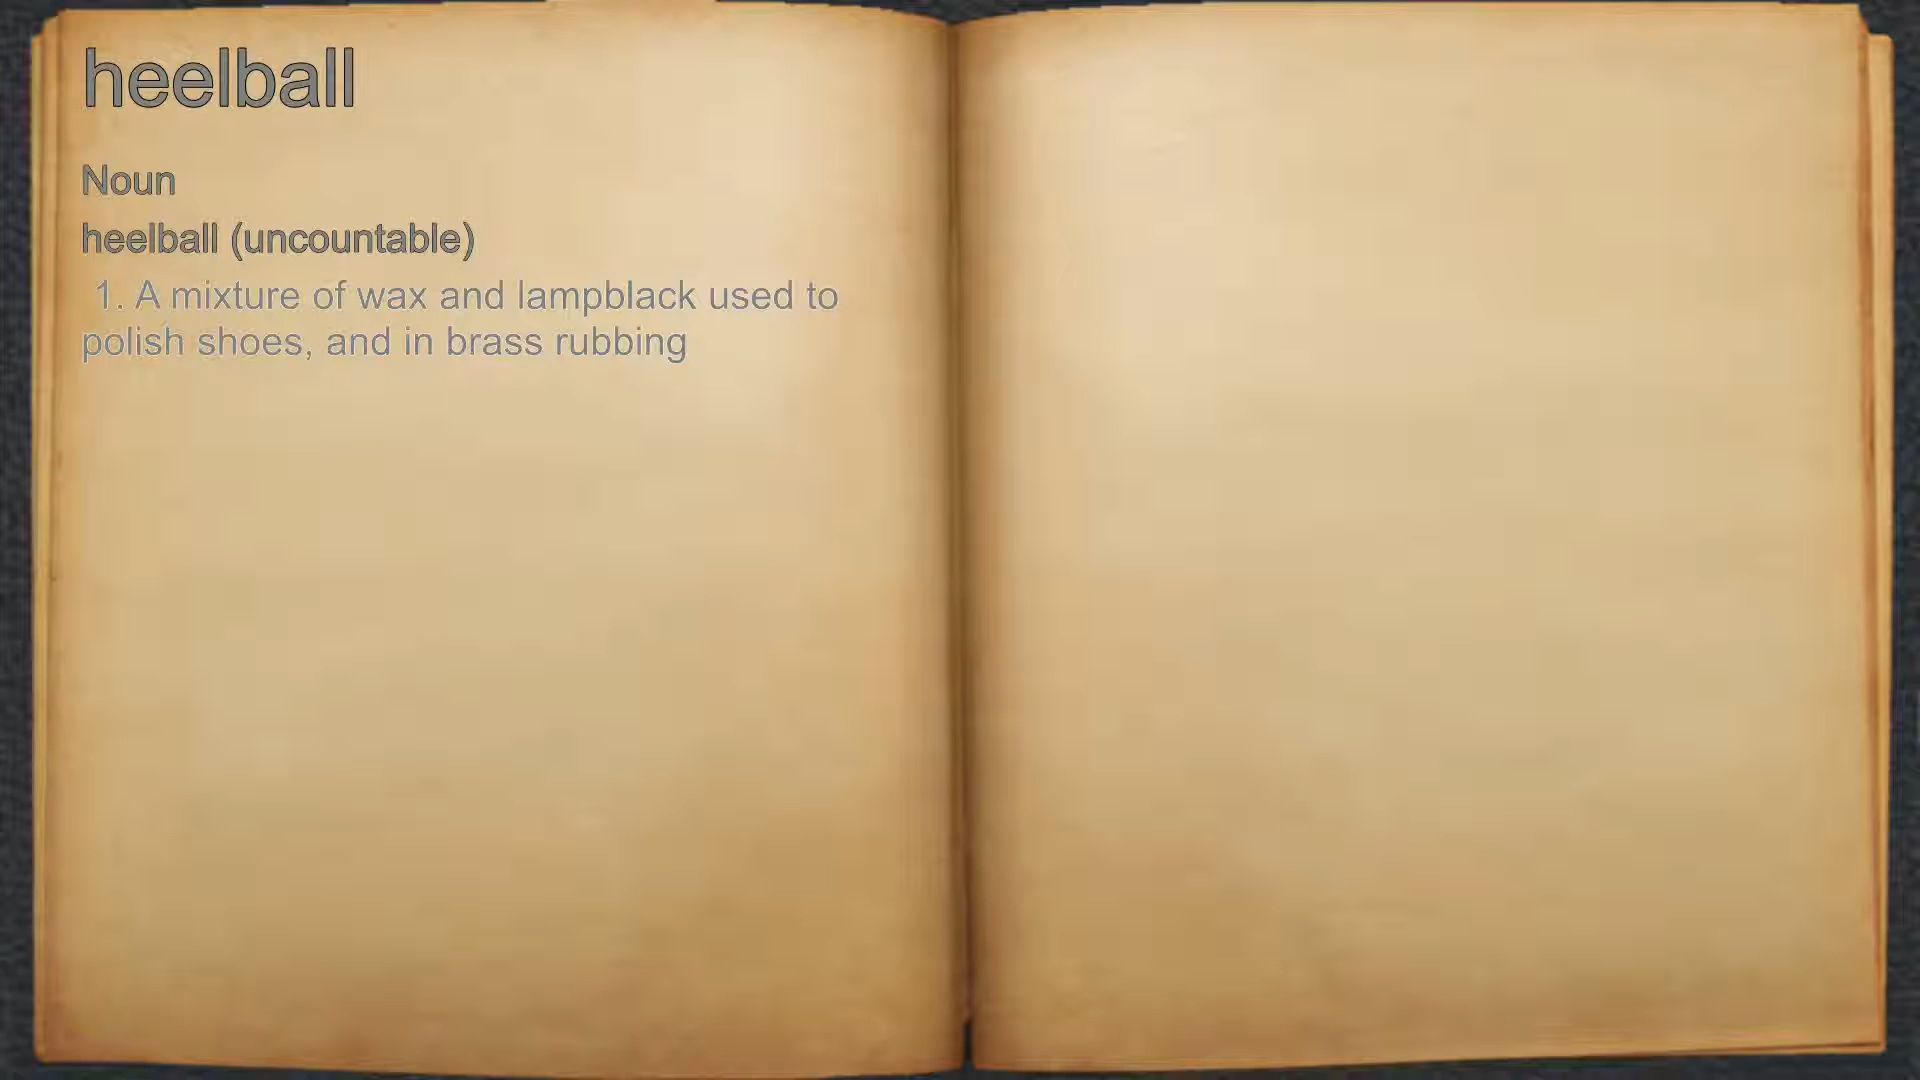 heelball
Noun
heelball (uncountable)
1. A mixture of wax and lampblack used to
polish shoes, and in brass rubbing